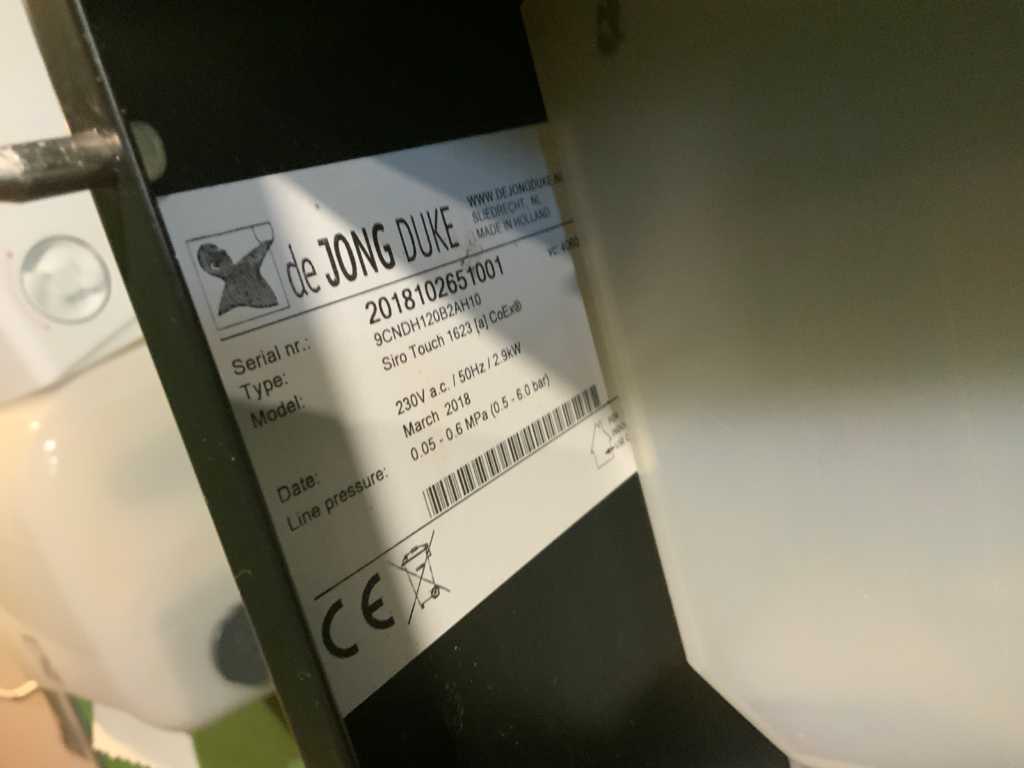 de JONG DUKE
WWW.DEJONGDUKE.
SLIEDRECHT, NL
MADE IN HOLLAND
Serial nr.: 2018102651001
Type: 9CNDH120B2AH10
Model: Siro Touch 1623 [a] CoEx®
230V a.c. / 50Hz / 2.9kW
Date: March 2018
Line pressure: 0.05 - 0.6 MPa (0.5 - 6.0 bar)
CE